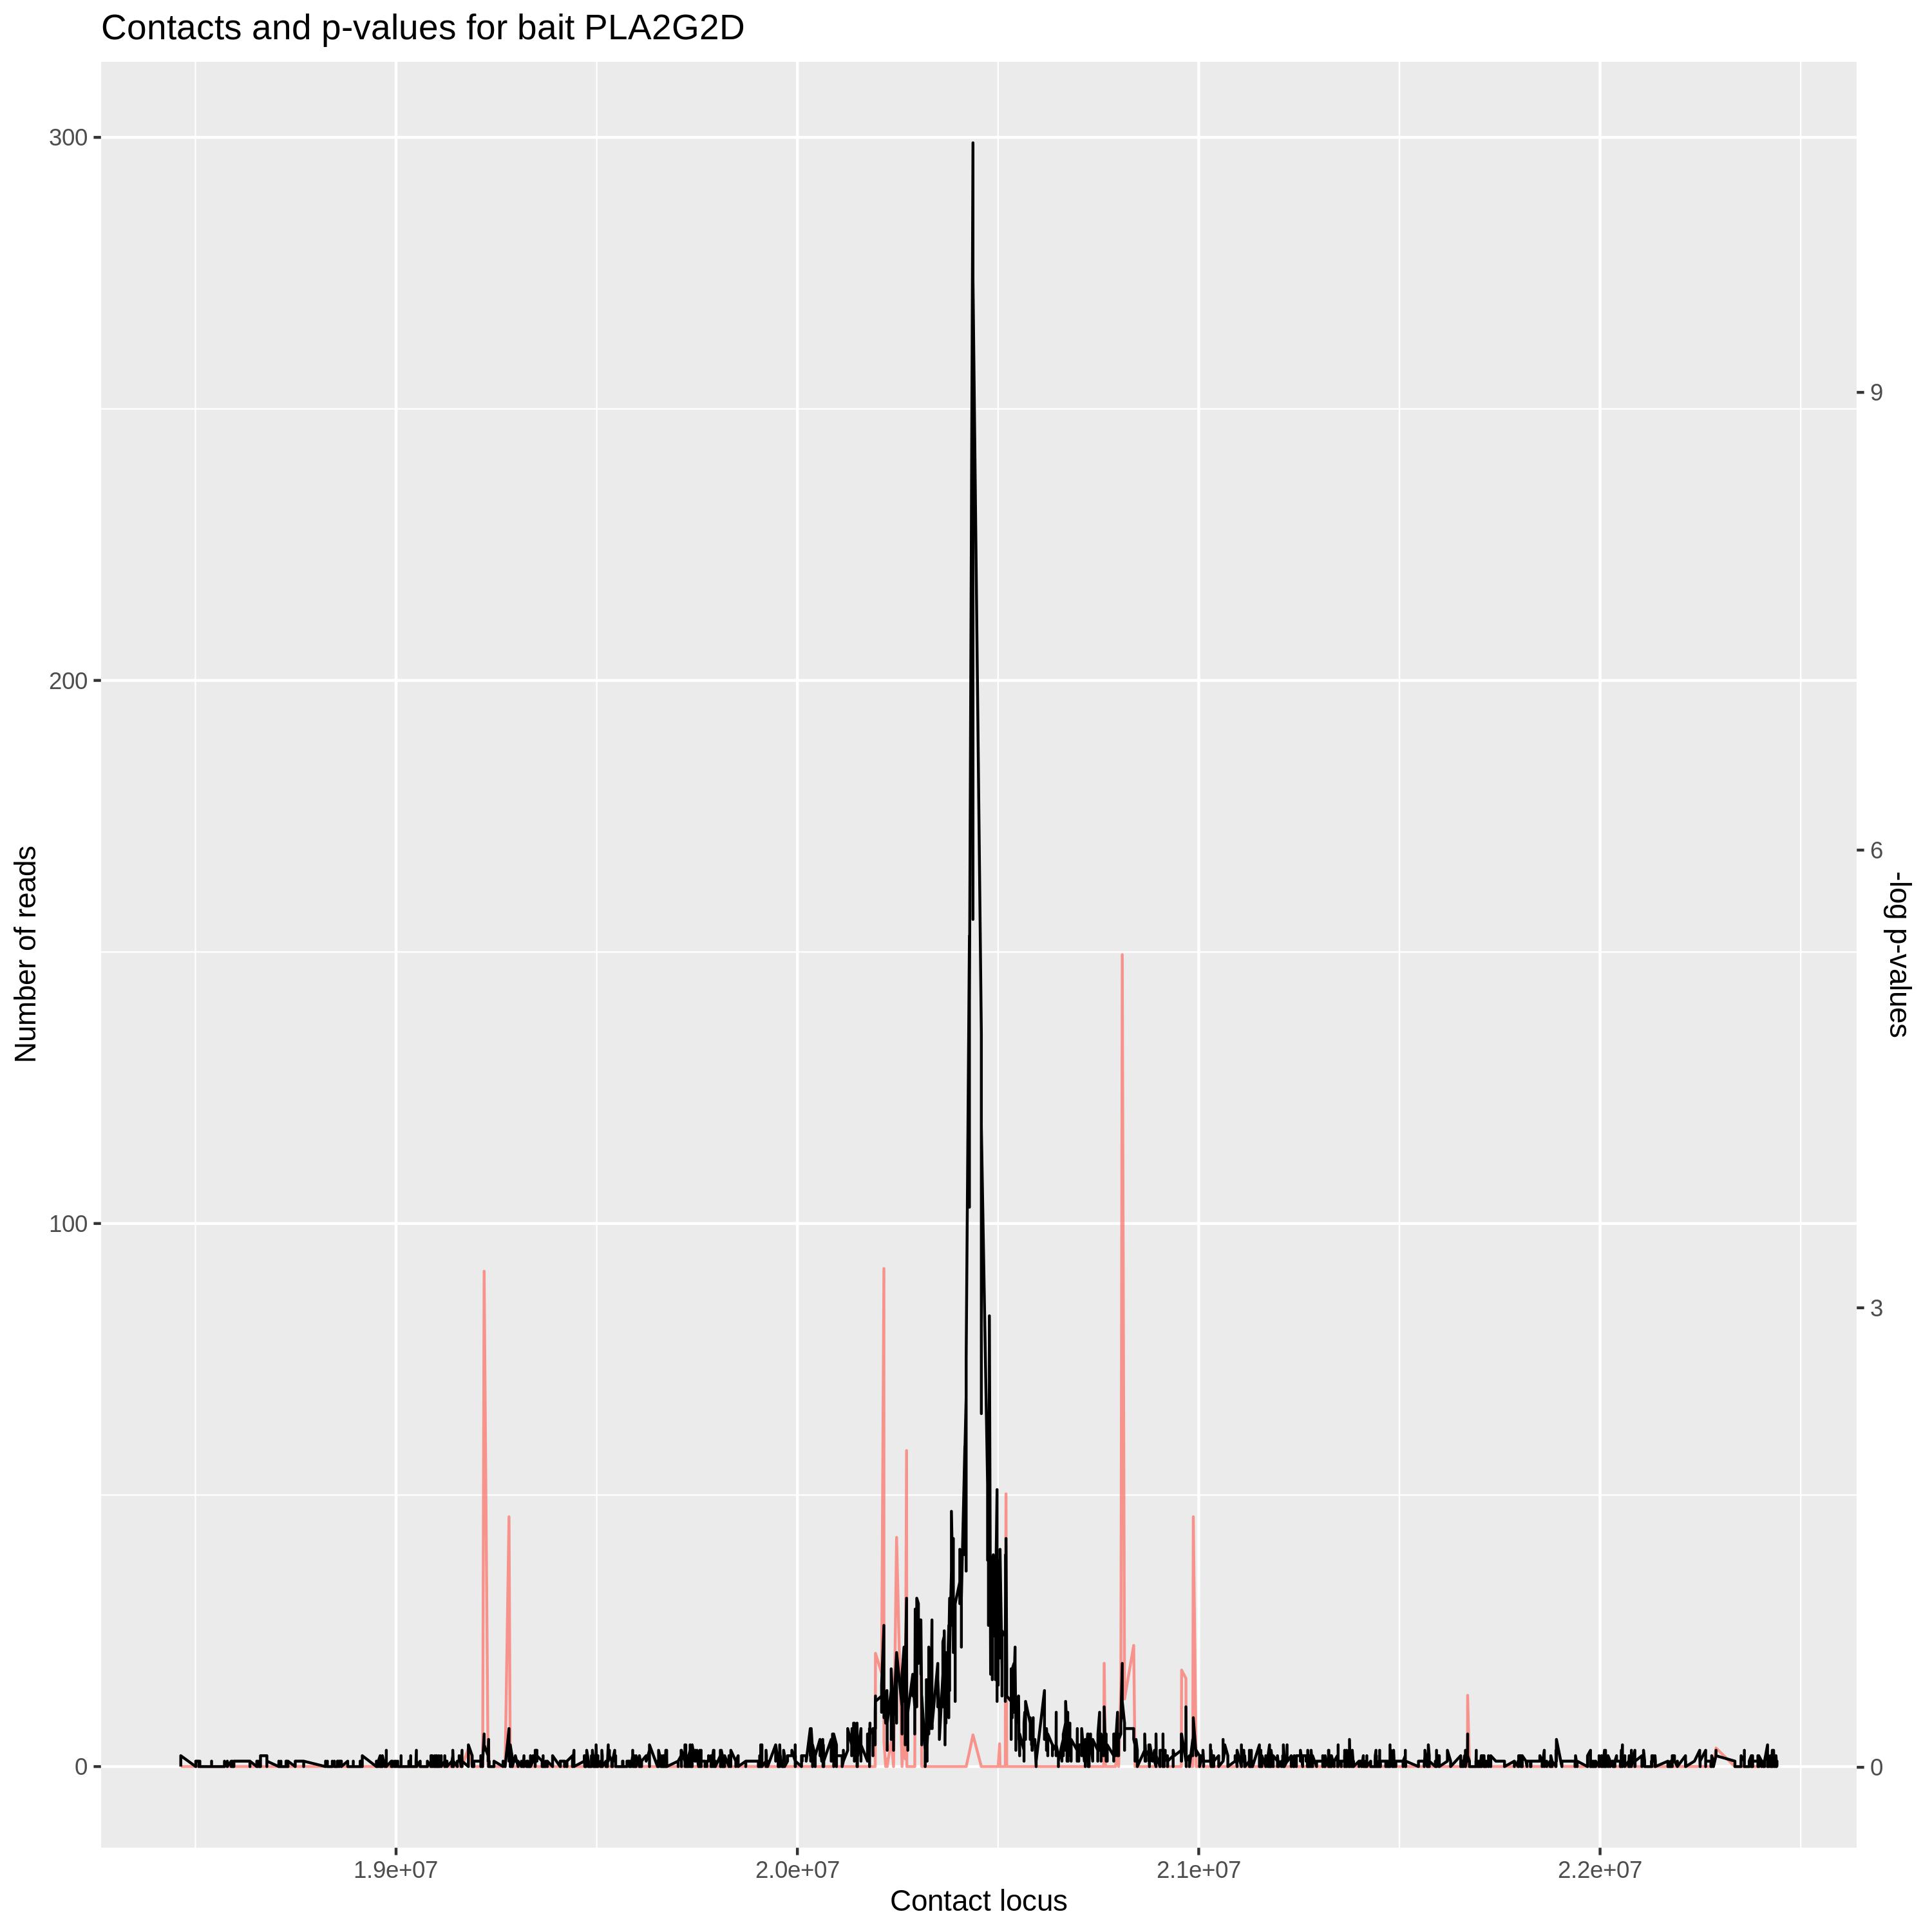 Contacts and p-values for bait PLA2G2D
300
200
100
0
Number of reads
9
6
3
0
-log p-values
1.9e+07
2.0e+07
2.1e+07
2.2e+07
Contact locus